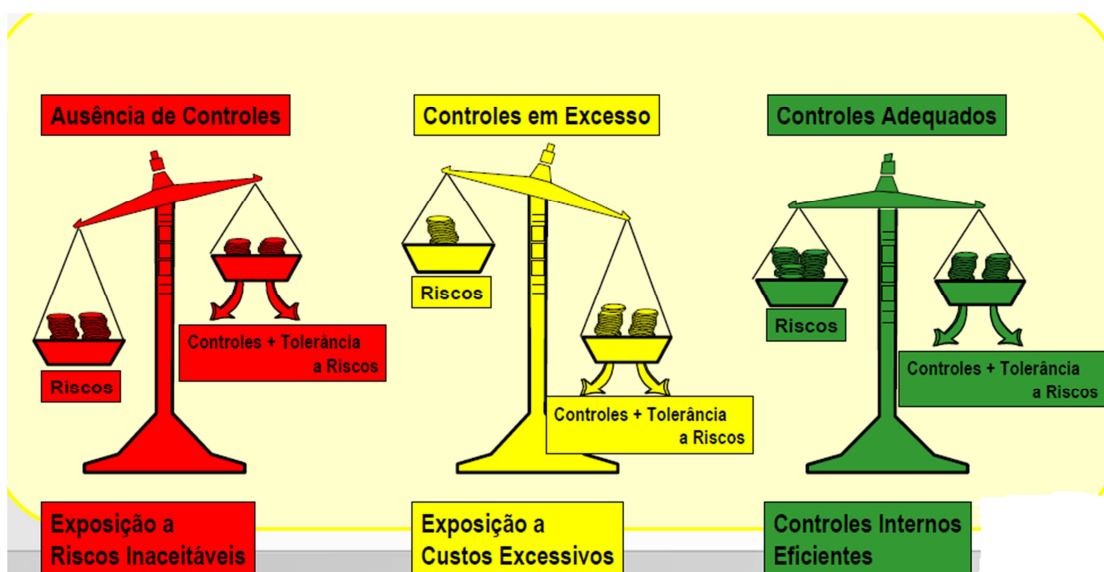 Ausência de Controles
Riscos
Controles + Tolerância
a Riscos
Exposição a
Riscos Inaceitáveis
Controles em Excesso
Riscos
Controles + Tolerância
a Riscos
Exposição a
Custos Excessivos
Controles Adequados
Riscos
Controles + Tolerância
a Riscos
Controles Internos
Eficientes